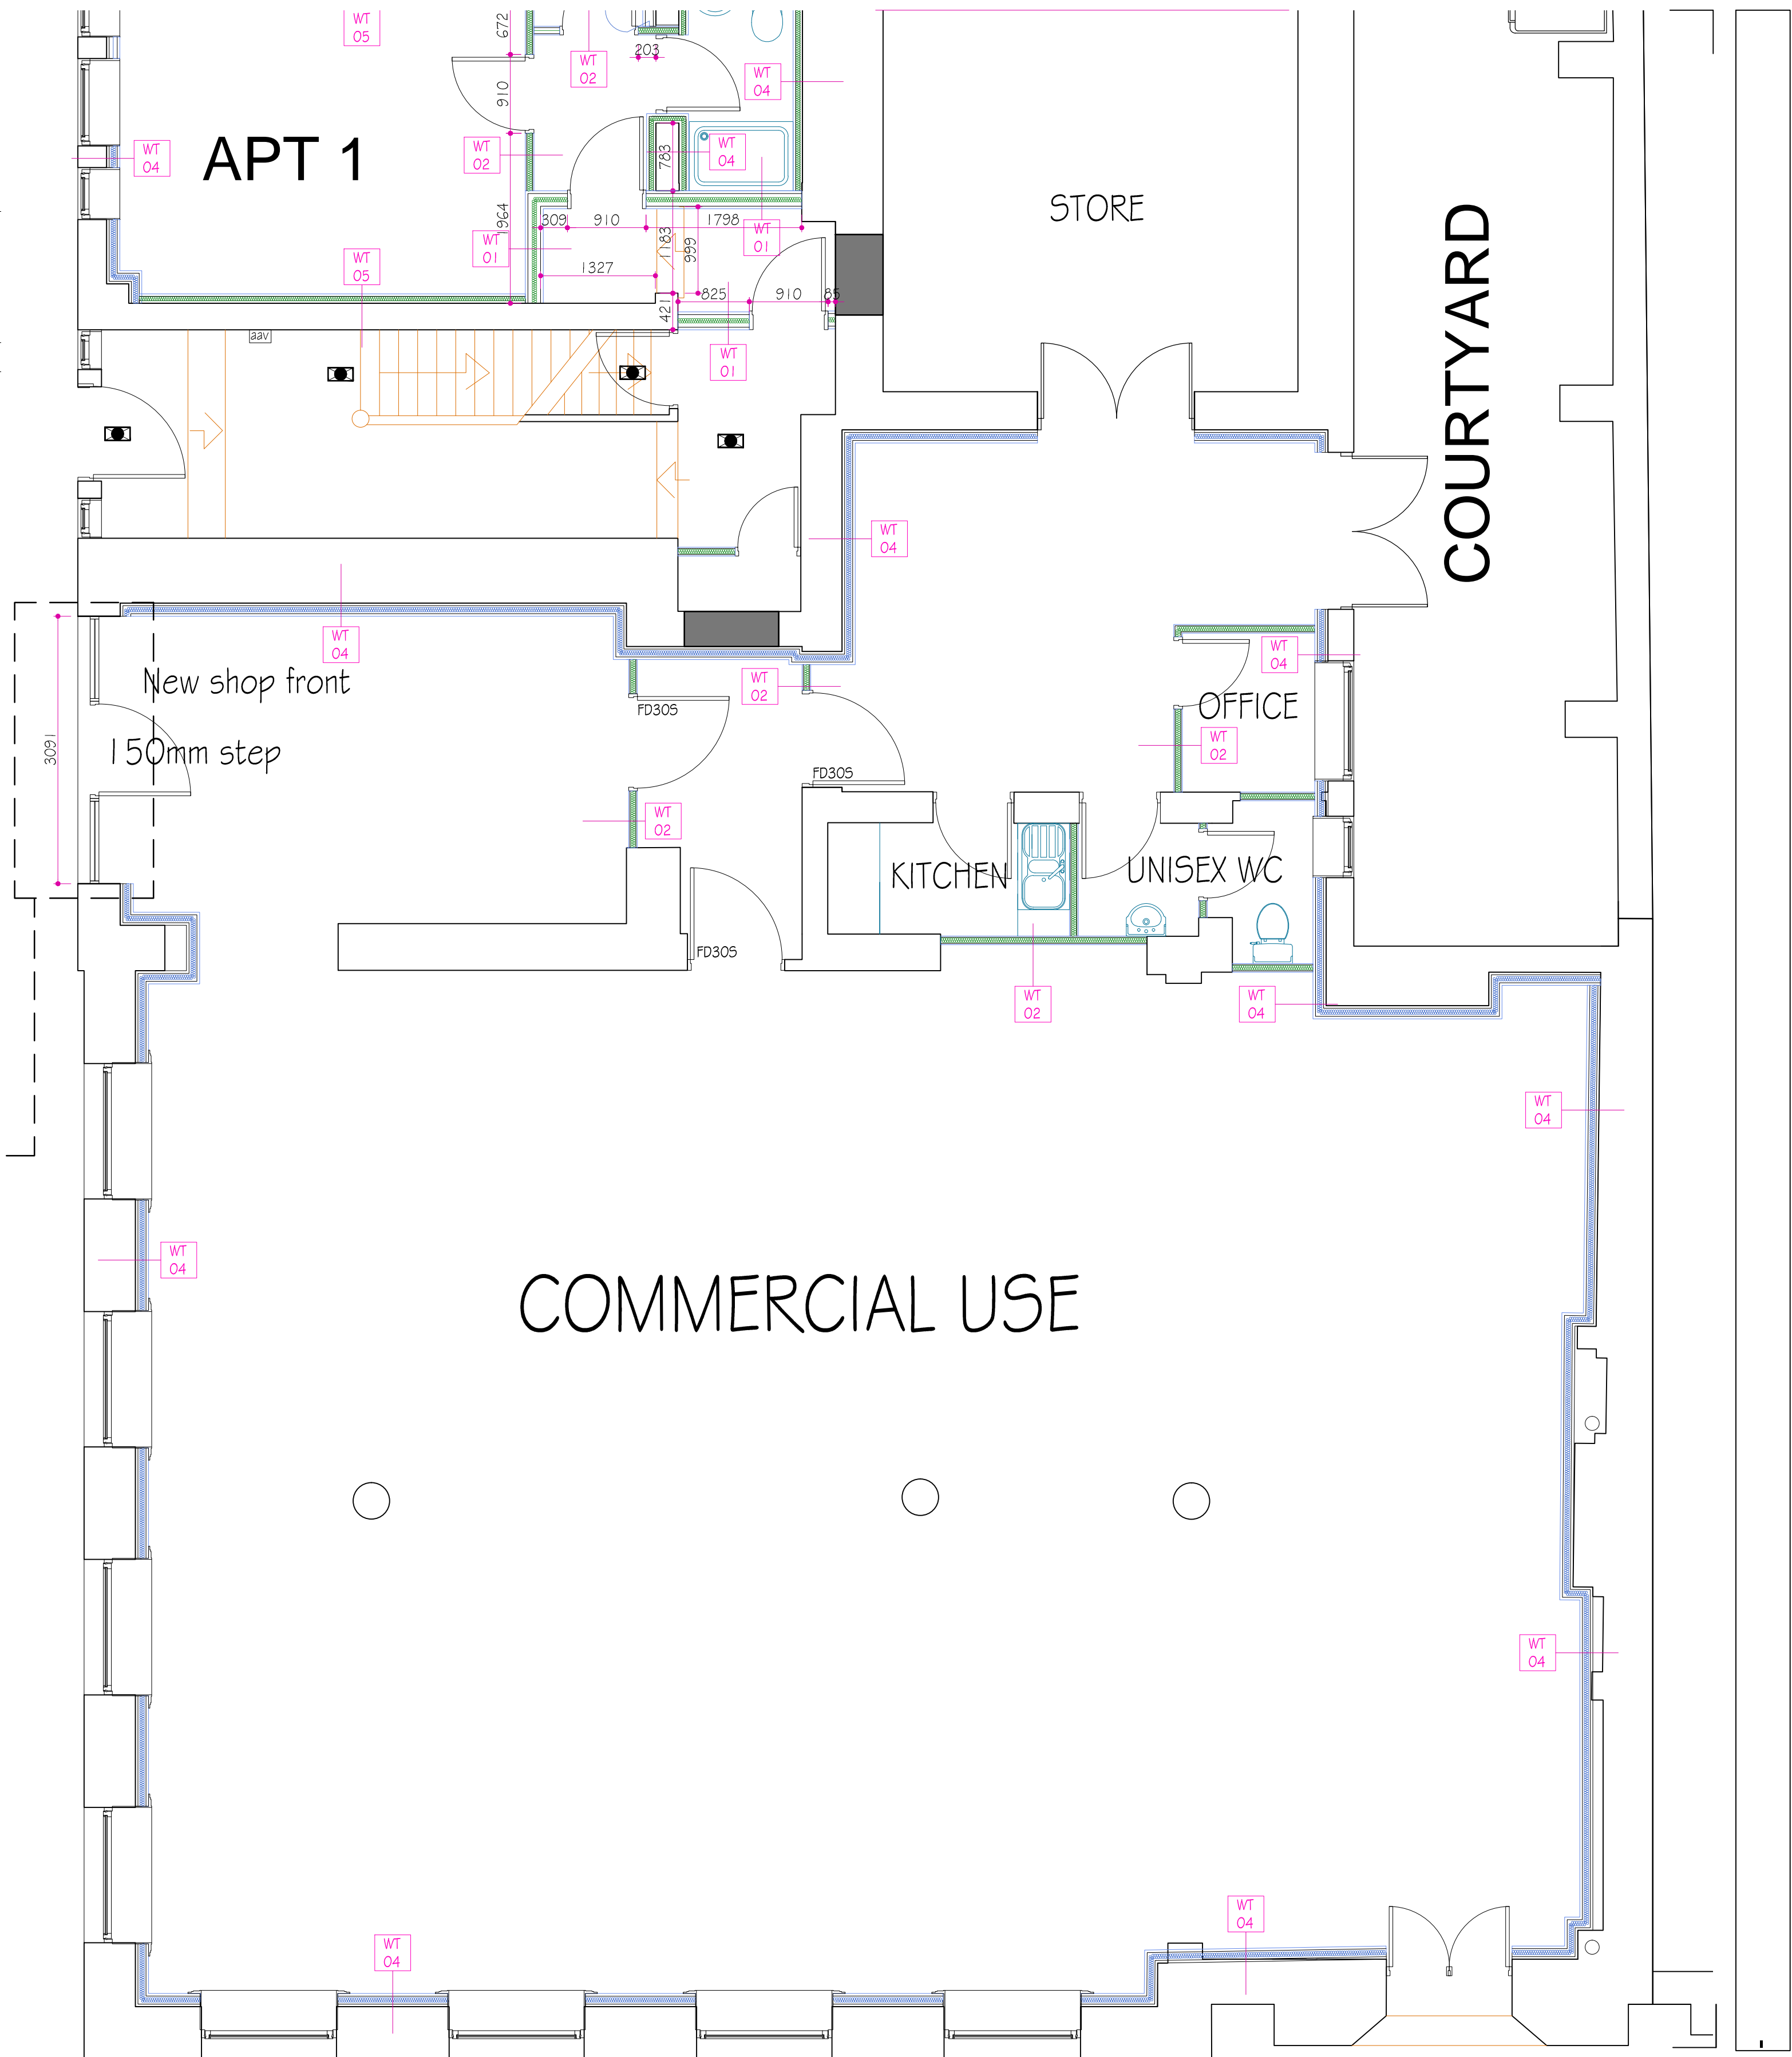 WT
05
672
203
WT
02
WT
04
910
APT 1
WT
04
WT
02
783
WT
04
STORE
COURTYARD
1964
309
910
1183
999
1798
WT
01
WT
01
WT
05
1327
825
910
85
421
aav
WT
01
WT
04
WT
04
New shop front
WT
04
WT
02
FD30S
OFFICE
3091
150mm step
WT
02
FD30S
WT
02
KITCHEN
UNISEX WC
FD30S
WT
02
WT
04
WT
04
WT
04
COMMERCIAL USE
WT
04
WT
04
WT
04